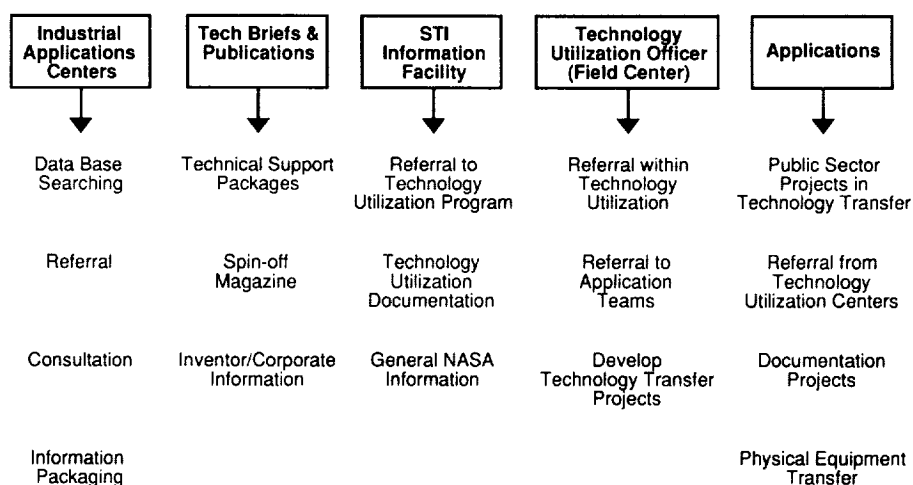 Industrial
Applications
Centers
Tech Briefs &
Publications
STI
Information
Facility
Technology
Utilization Officer
(Field Center)
Applications
Data Base
Searching
Technical Support
Packages
Referral to
Technology
Utilization Program
Referral within
Technology
Utilization
Public Sector
Projects in
Technology Transfer
Referral
Spin-off
Magazine
Technology
Utilization
Documentation
Referral to
Application
Teams
Referral from
Technology
Utilization Centers
Consultation
Inventor/Corporate
Information
General NASA
Information
Develop
Technology Transfer
Projects
Documentation
Projects
Information
Packaging
Physical Equipment
Transfer